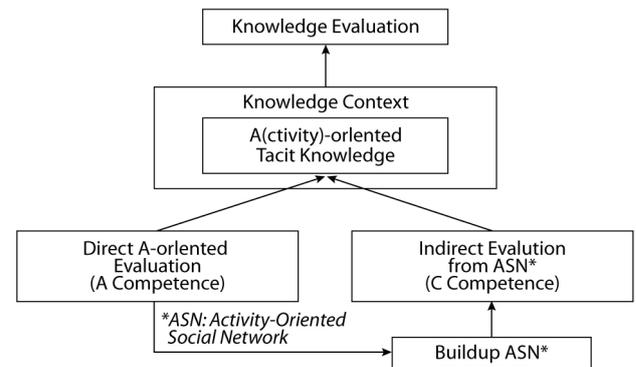 Knowledge Evaluation
Knowledge Context
A(ctivity)-orlented
Tacit Knowledge
Direct A-orlented
Evaluation
(A Competence)
Indirect Evalution
from ASN*
(C Competence)
*ASN: Activity-Oriented
Social Network
Buildup ASN*